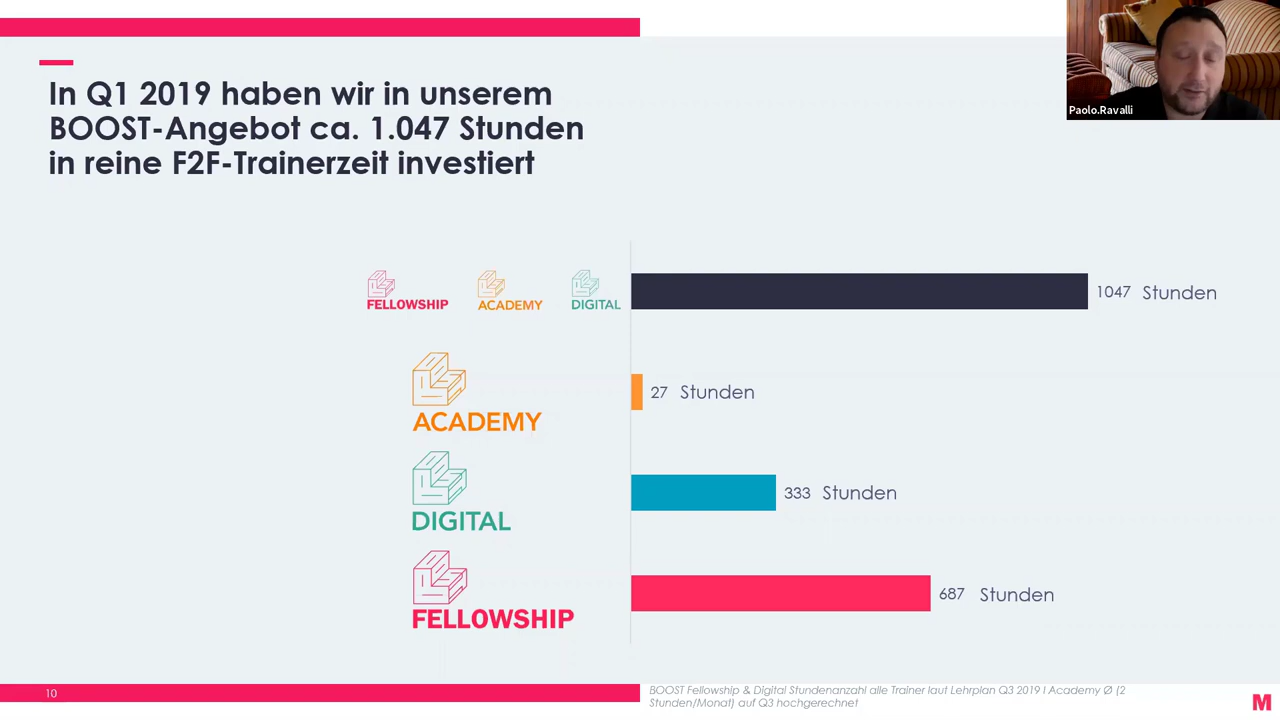 In Q1 2019 haben wir in unserem
BOOST-Angebot ca. 1.047 Stunden
in reine F2F-Trainerzeit investiert
Paolo.Ravalli
FELLOWSHIP ACADEMY DIGITAL 1047 Stunden
ACADEMY 27 Stunden
DIGITAL 333 Stunden
FELLOWSHIP 687 Stunden
10
BOOST Fellowship & Digital Stundenanzahl alle Trainer laut Lehrplan Q3 2019 I Academy Ø (2
Stunden/Monat) auf Q3 hochgerechnet
M